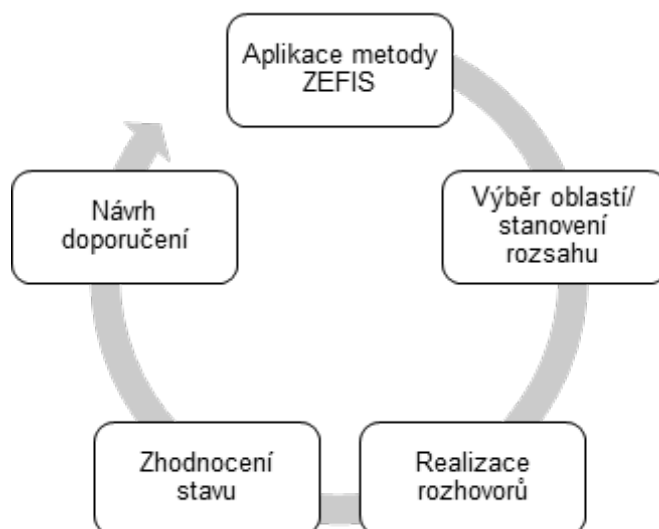 Aplikace metody
ZEFIS
Výběr oblastí/
stanovení
rozsahu
Realizace
rozhovorů
Zhodnocení
stavu
Návrh
doporučení